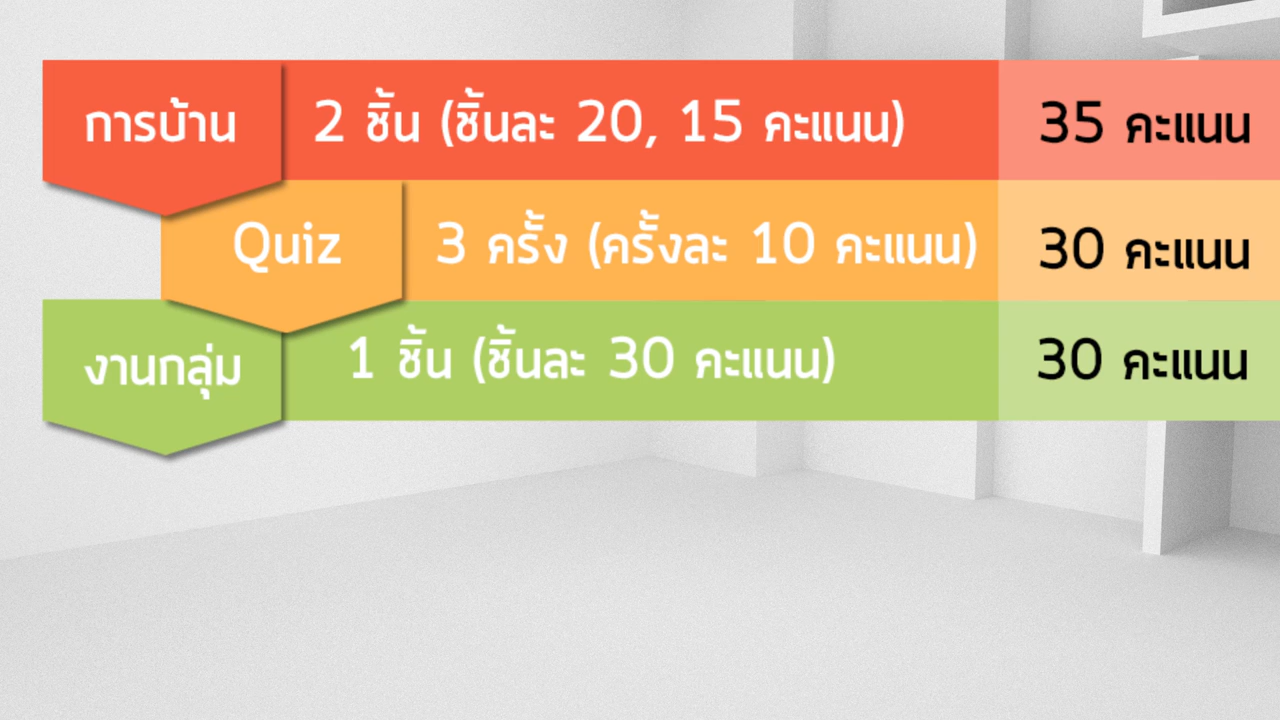 การบ้าน 2 ชิ้น (ชิ้นละ 20, 15 คะแนน) 35 คะแนน
Quiz 3 ครั้ง (ครั้งละ 10 คะแนน) 30 คะแนน
งานกลุ่ม 1 ชิ้น (ชิ้นละ 30 คะแนน) 30 คะแนน